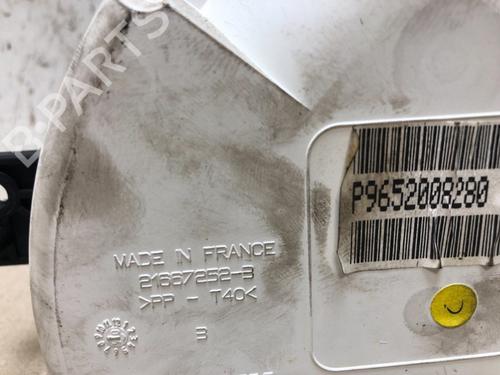 B-PARTS
P9652008280
MADE IN FRANCE
21667252-B
>PP - T40<
B
C